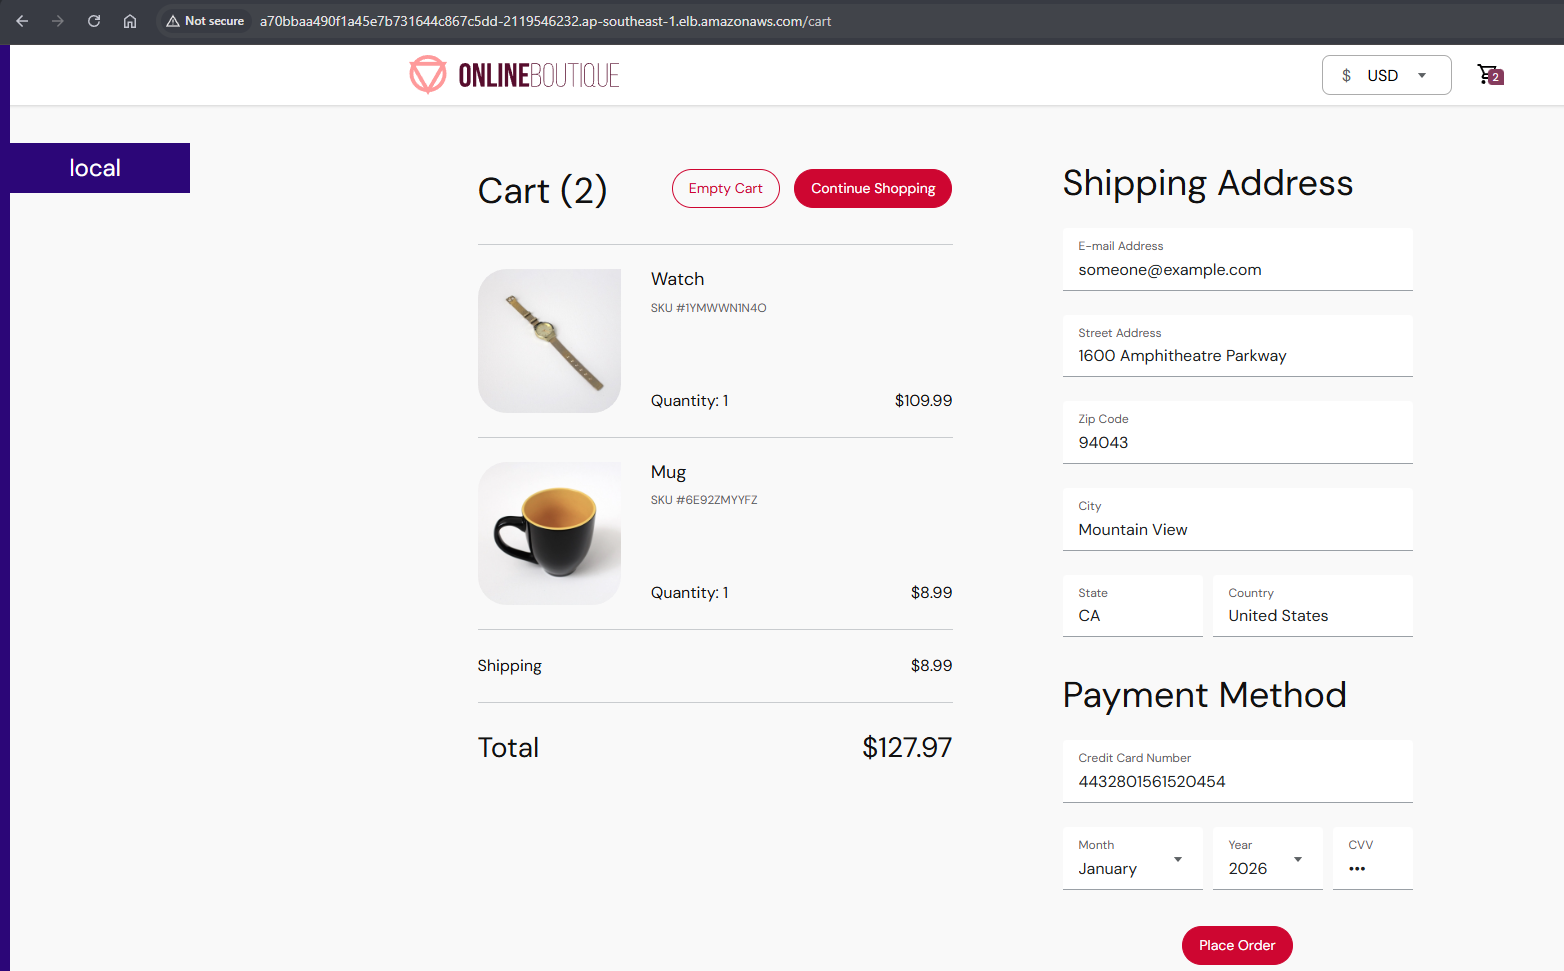 Not secure a70bbaa490f1a45e7b731644c867c5dd-2119546232.ap-southeast-1.elb.amazonaws.com/cart
ONLINEBOUTIQUE
$ USD
2
local
Cart (2)
Empty Cart
Continue Shopping
Watch
SKU #1YMWWN1N4O
Quantity: 1
$109.99
Mug
SKU #6E92ZMYYFZ
Quantity: 1
$8.99
Shipping
$8.99
Total
$127.97
Shipping Address
E-mail Address
someone@example.com
Street Address
1600 Amphitheatre Parkway
Zip Code
94043
City
Mountain View
State
CA
Country
United States
Payment Method
Credit Card Number
4432801561520454
Month
January
Year
2026
CVV
•••
Place Order